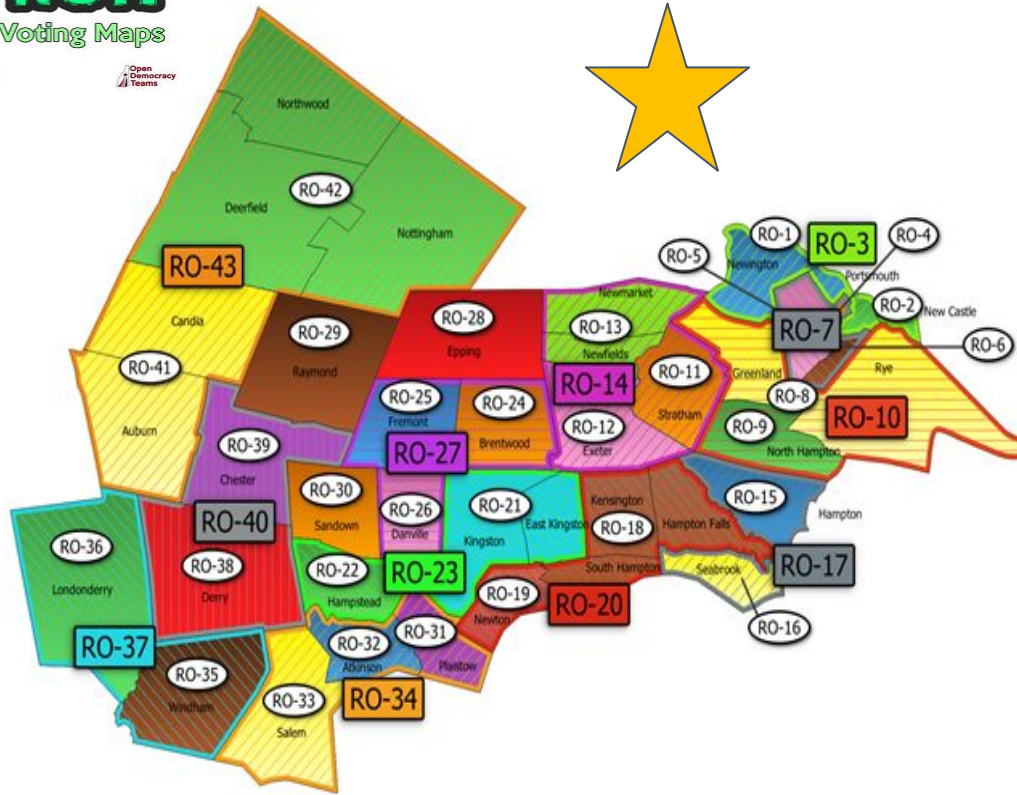 Voting Maps
Open
Democracy
Teams
Northwood
RO-42
Deerfield
Nottingham
RO-43
RO-1
RO-3
RO-4
RO-5
Newington
Portsmouth
Candia
RO-29
RO-28
Newmarket
RO-2
New Castle
RO-13
RO-7
RO-6
Epping
Newfields
RO-41
Raymond
RO-11
Greenland
Rye
RO-14
RO-25
RO-24
RO-8
Fremont
Stratham
RO-10
Auburn
RO-12
RO-9
RO-39
RO-27
Brentwood
Exeter
North Hampton
Chester
RO-30
RO-15
RO-26
RO-21
Kensington
RO-40
Sandown
East Kingston
RO-18
Hampton Falls
Hampton
Danville
Kingston
RO-36
RO-38
RO-22
RO-23
South Hampton
Seabrook
RO-17
Londonderry
Derry
Hampstead
RO-19
RO-20
Newton
RO-16
RO-37
RO-32
RO-31
Atkinson
Plaistow
RO-35
RO-34
Windham
RO-33
Salem